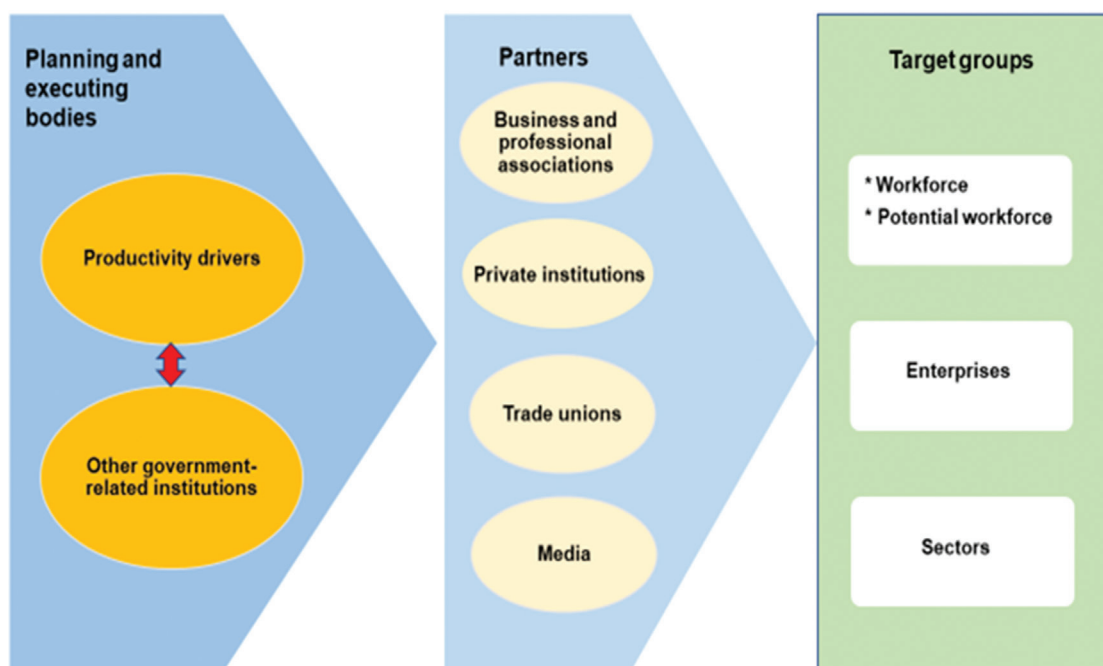 Planning and
executing
bodies
Productivity drivers
Other government-
related institutions
Partners
Business and
professional
associations
Private institutions
Trade unions
Media
Target groups
* Workforce
* Potential workforce
Enterprises
Sectors